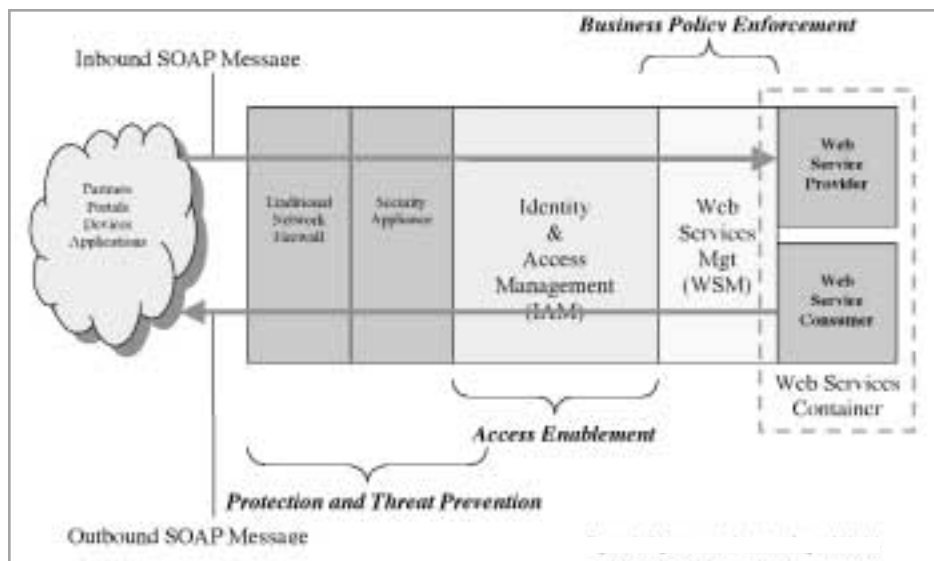 Business Policy Enforcement
Inbound SOAP Message
Partners
Portals
Devices
Applications
Traditional
Network
Firewall
Security
Appliance
Identity
&
Access
Management
(IAM)
Web
Services
Mgt
(WSM)
Web
Service
Provider
Web
Service
Consumer
Web Services
Container
Access Enablement
Protection and Threat Prevention
Outbound SOAP Message